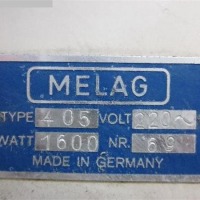 MELAG
TYPE 405 VOLT 220~
WATT 1600 NR. 69
MADE IN GERMANY